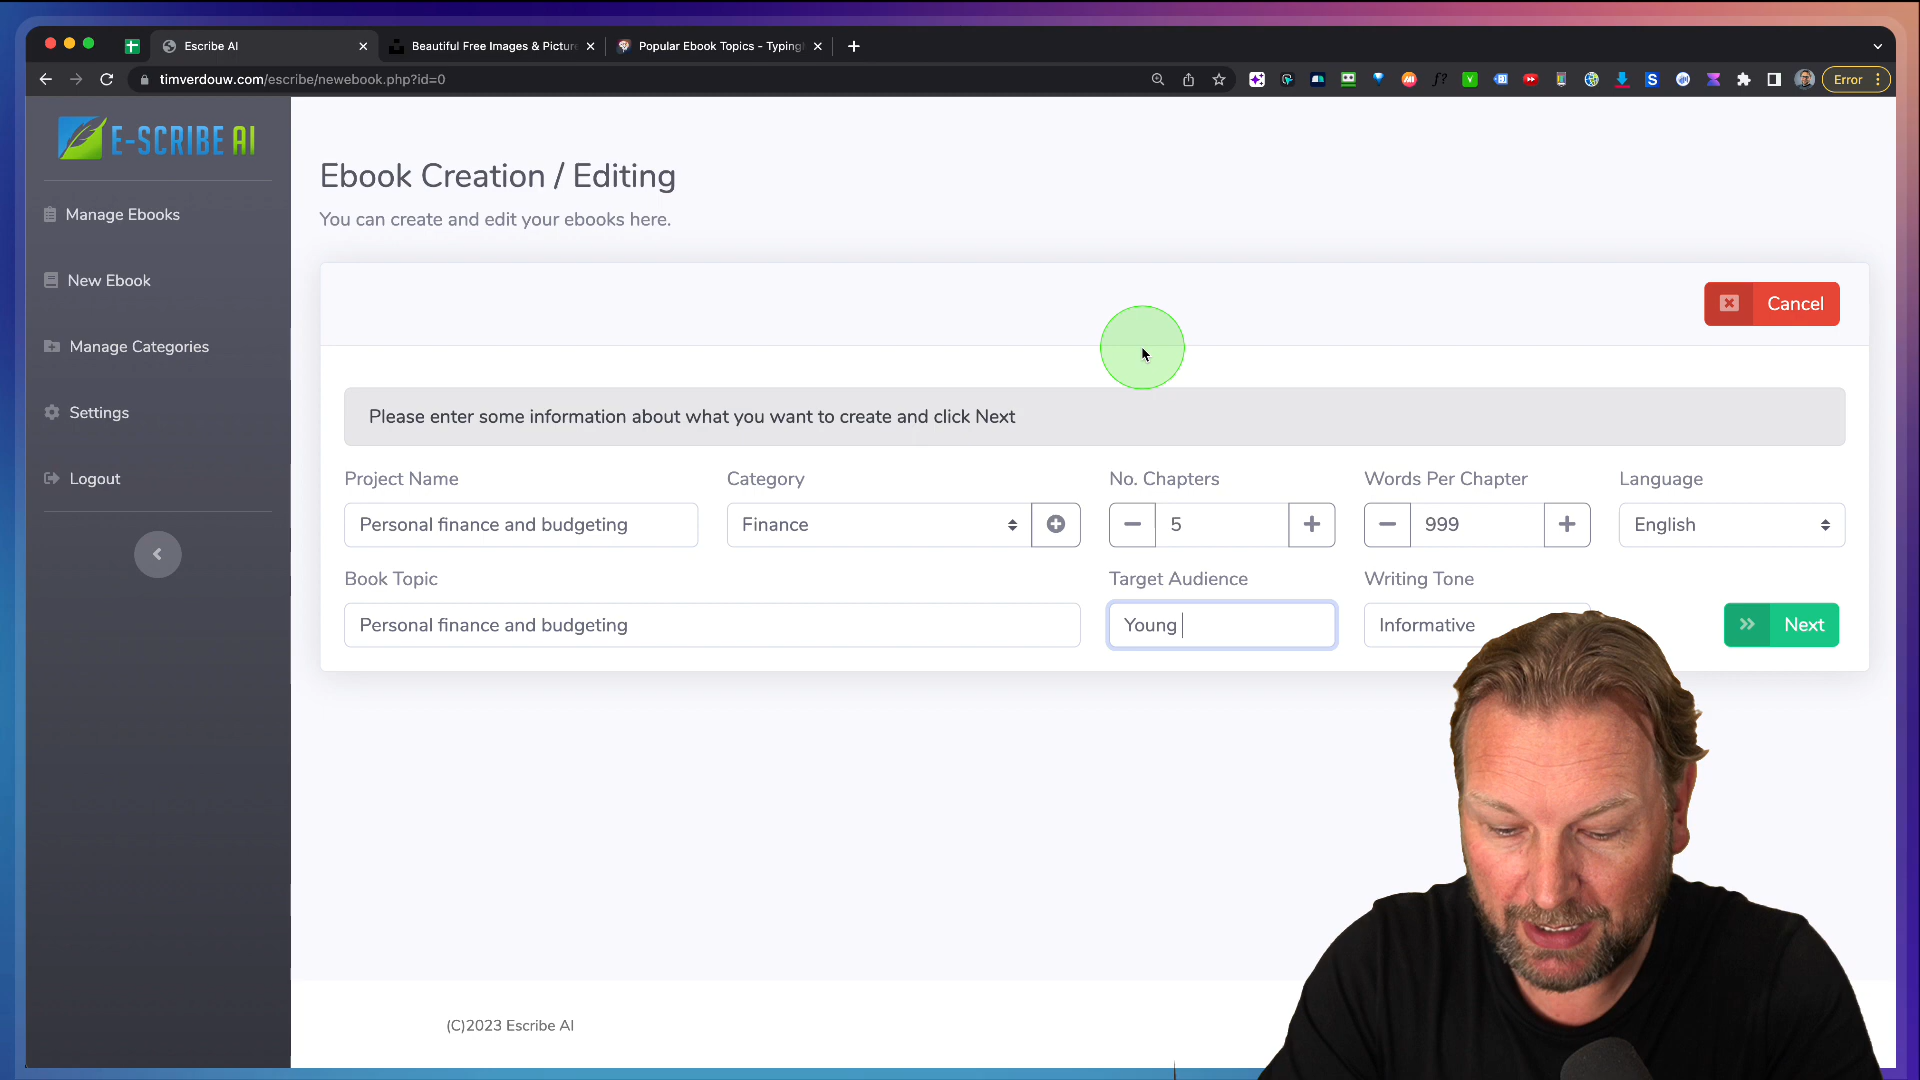 Escribe AI
Beautiful Free Images & Pictur
Popular Ebook Topics - Typing
timverdouw.com/escribe/newebook.php?id=0
Error
E-SCRIBE AI
Manage Ebooks
New Ebook
Manage Categories
Settings
Logout
Ebook Creation / Editing
You can create and edit your ebooks here.
Cancel
Please enter some information about what you want to create and click Next
Project Name
Category
No. Chapters
Words Per Chapter
Language
Personal finance and budgeting
Finance
5
999
English
Book Topic
Target Audience
Writing Tone
Personal finance and budgeting
Young
Informative
Next
(C)2023 Escribe AI